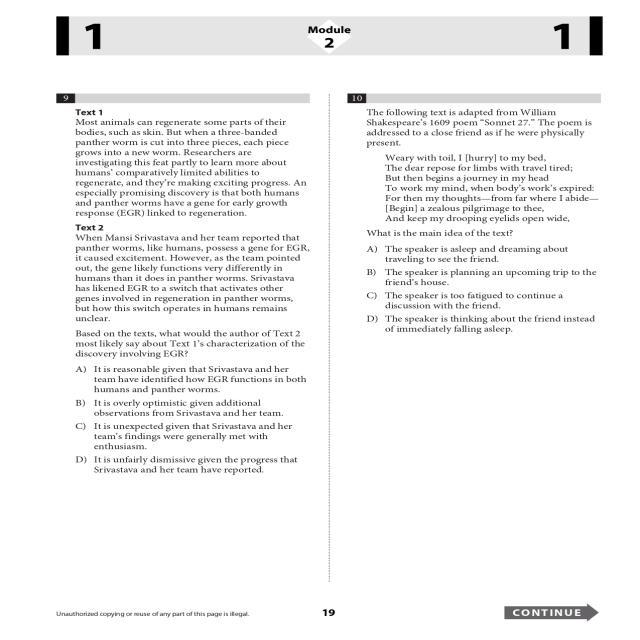 1
Module
2
1
9
Text 1
Most animals can regenerate some parts of their
bodies, such as skin. But when a three-banded
panther worm is cut into three pieces, each piece
grows into a new worm. Researchers are
investigating this feat partly to learn more about
humans' comparatively limited abilities to
regenerate, and they're making exciting progress. An
especially promising discovery is that both humans
and panther worms have a gene for early growth
response (EGR) linked to regeneration.
Text 2
When Mansi Srivastava and her team reported that
panther worms, like humans, possess a gene for EGR,
it caused excitement. However, as the team pointed
out, the gene likely functions very differently in
humans than it does in panther worms. Srivastava
has likened EGR to a switch that activates other
genes involved in regeneration in panther worms,
but how this switch operates in humans remains
unclear.
Based on the texts, what would the author of Text 2
most likely say about Text 1's characterization of the
discovery involving EGR?
A) It is reasonable given that Srivastava and her
team have identified how EGR functions in both
humans and panther worms.
B) It is overly optimistic given additional
observations from Srivastava and her team.
C) It is unexpected given that Srivastava and her
team's findings were generally met with
enthusiasm.
D) It is unfairly dismissive given the progress that
Srivastava and her team have reported.
10
The following text is adapted from William
Shakespeare's 1609 poem "Sonnet 27." The poem is
addressed to a close friend as if he were physically
present.
Weary with toil, I [hurry] to my bed,
The dear repose for limbs with travel tired;
But then begins a journey in my head
To work my mind, when body's work's expired:
For then my thoughts—from far where I abide—
[Begin] a zealous pilgrimage to thee,
And keep my drooping eyelids open wide,
What is the main idea of the text?
A) The speaker is asleep and dreaming about
traveling to see the friend.
B) The speaker is planning an upcoming trip to the
friend's house.
C) The speaker is too fatigued to continue a
discussion with the friend.
D) The speaker is thinking about the friend instead
of immediately falling asleep.
Unauthorized copying or reuse of any part of this page is illegal.
19
CONTINUE